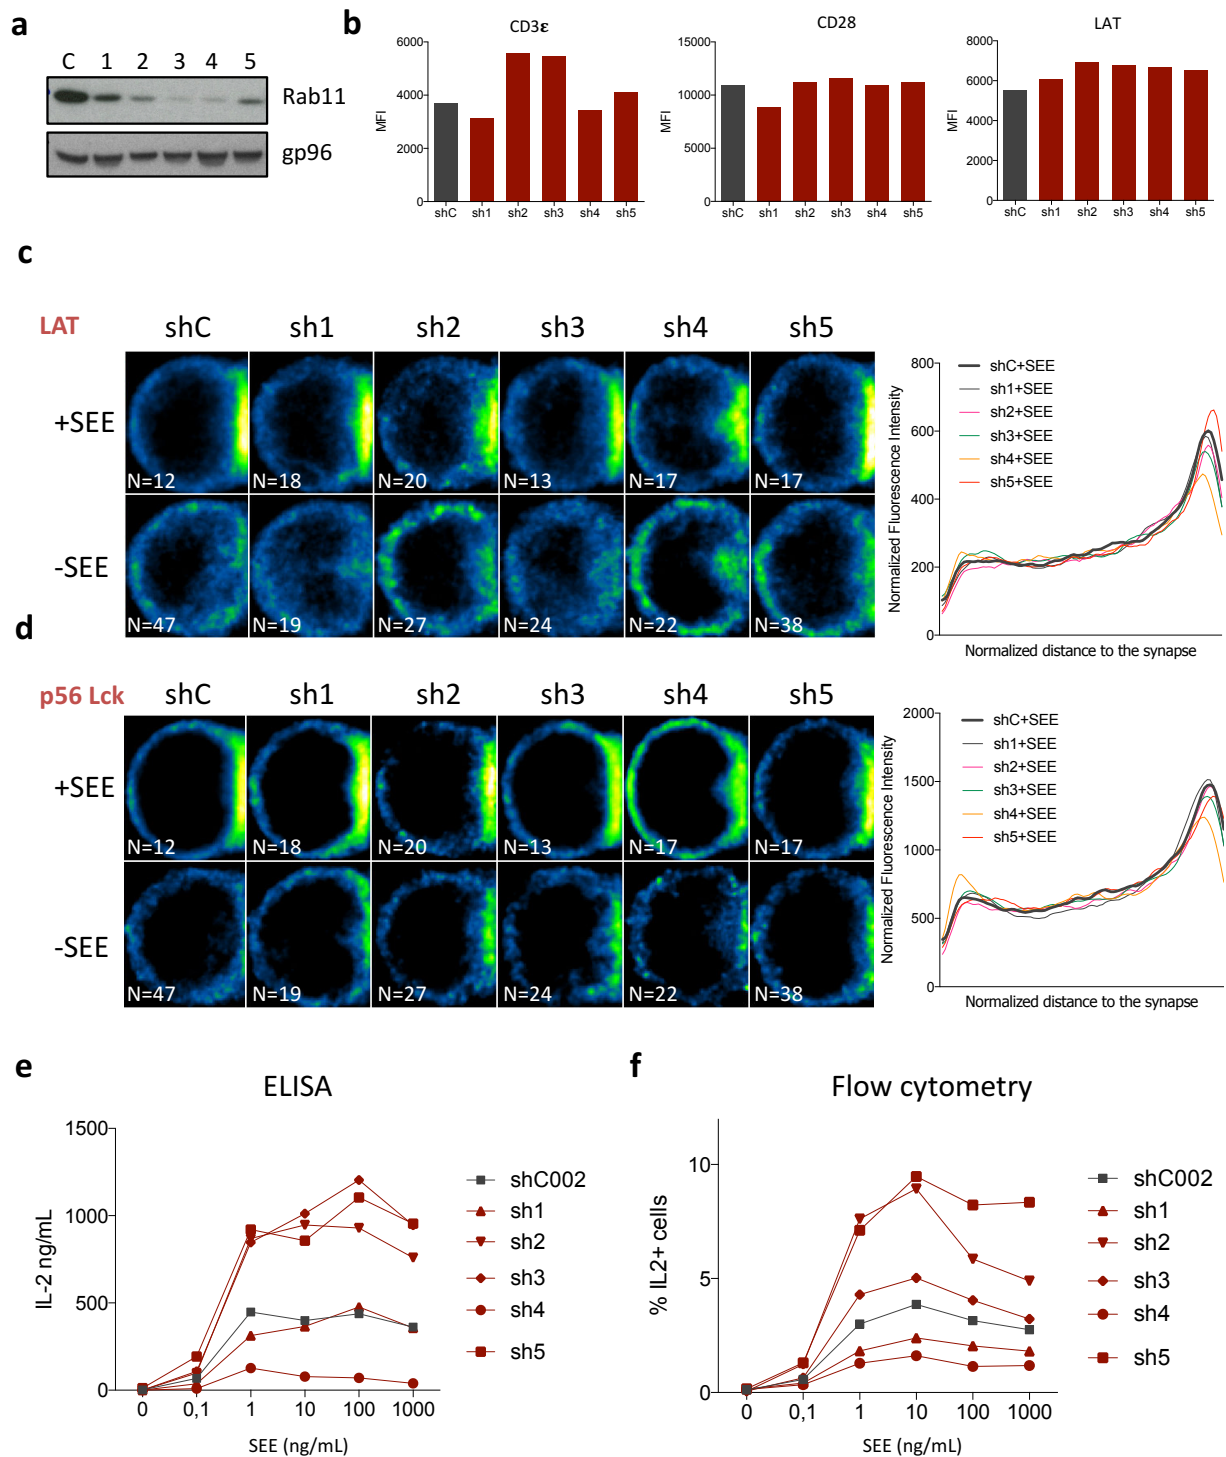 a
C 1 2 3 4 5
Rab11
gp96
b
CD3ε
6000
4000
2000
0
MFI
shC sh1 sh2 sh3 sh4 sh5
CD28
15000
10000
5000
0
MFI
shC sh1 sh2 sh3 sh4 sh5
LAT
8000
6000
4000
2000
0
MFI
shC sh1 sh2 sh3 sh4 sh5
c
LAT
shC sh1 sh2 sh3 sh4 sh5
+SEE
N=12 N=18 N=20 N=13 N=17 N=17
-SEE
N=47 N=19 N=27 N=24 N=22 N=38
800
600
400
200
0
Normalized Fluorescence Intensity
shC+SEE
sh1+SEE
sh2+SEE
sh3+SEE
sh4+SEE
sh5+SEE
Normalized distance to the synapse
d
p56 Lck
shC sh1 sh2 sh3 sh4 sh5
+SEE
N=12 N=18 N=20 N=13 N=17 N=17
-SEE
N=47 N=19 N=27 N=24 N=22 N=38
2000
1500
1000
500
0
Normalized Fluorescence Intensity
shC+SEE
sh1+SEE
sh2+SEE
sh3+SEE
sh4+SEE
sh5+SEE
Normalized distance to the synapse
e
ELISA
1500
1000
500
0
IL-2 ng/mL
0 0,1 1 10 100 1000
SEE (ng/mL)
shC002
sh1
sh2
sh3
sh4
sh5
f
Flow cytometry
10
5
0
% IL2+ cells
0 0,1 1 10 100 1000
SEE (ng/mL)
shC002
sh1
sh2
sh3
sh4
sh5